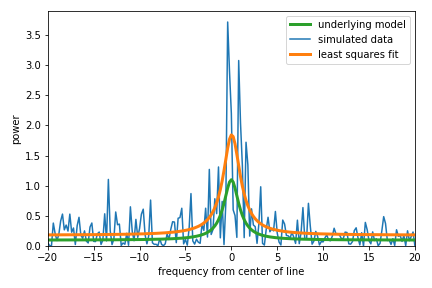 underlying model
simulated data
least squares fit
power
3.5
3.0
2.5
2.0
1.5
1.0
0.5
0.0
−20 −15 −10 −5 0 5 10 15 20
frequency from center of line